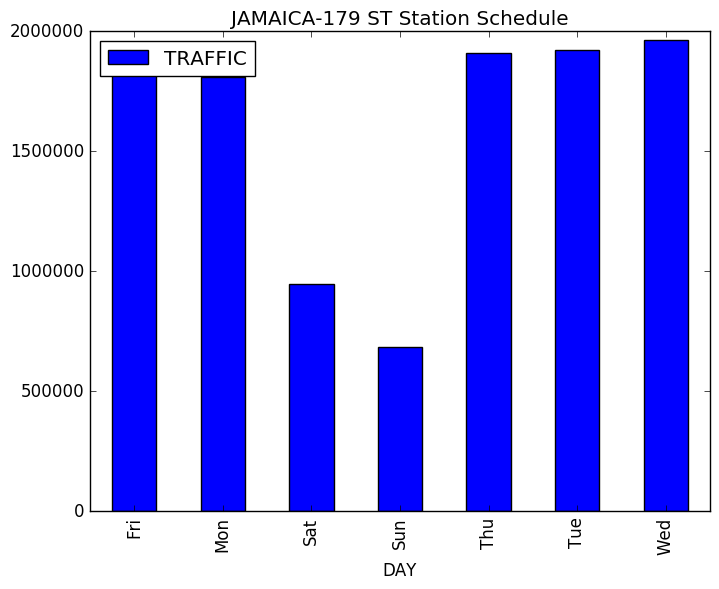 JAMAICA-179 ST Station Schedule
TRAFFIC
2000000
1500000
1000000
500000
0
Fri
Mon
Sat
Sun
Thu
Tue
Wed
DAY